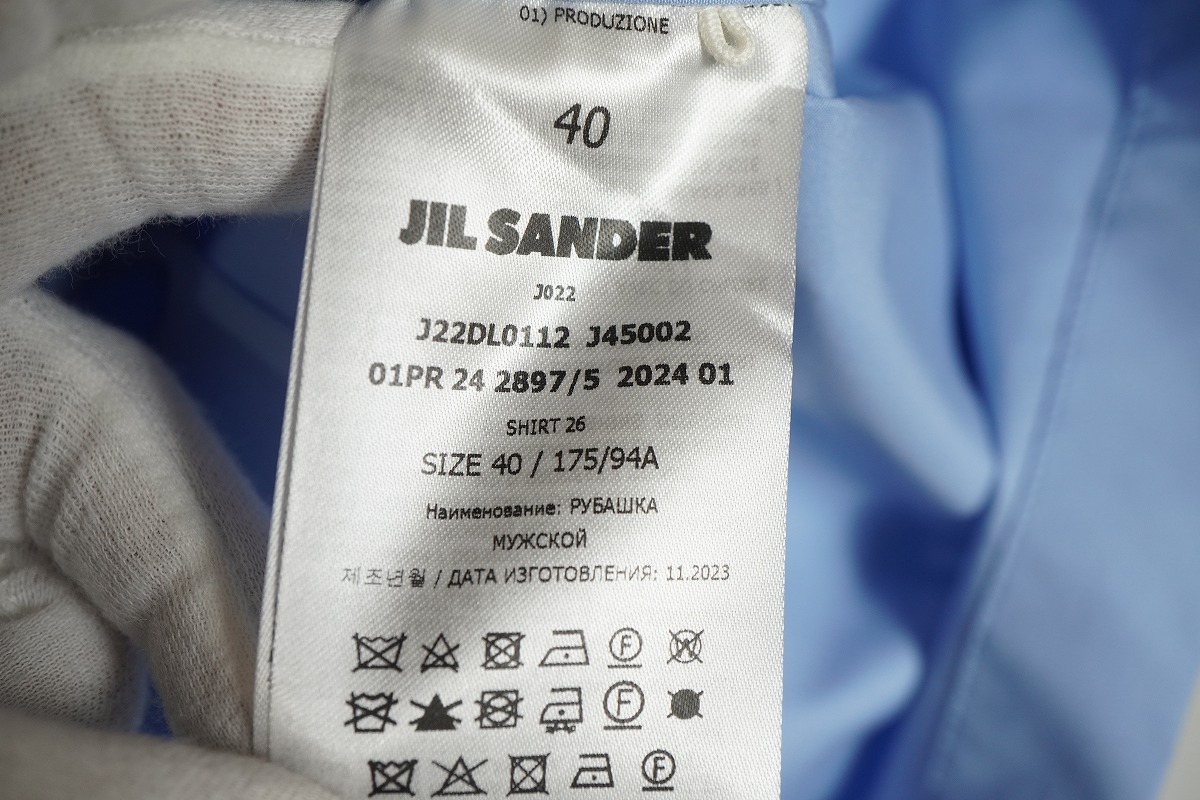 01) PRODUZIONE
40
JIL SANDER
J022
J22DL0112 J45002
01PR 24 2897/5 2024 01
SHIRT 26
SIZE 40 / 175/94A
Наименование: РУБАШКА
МУЖСКОЙ
제조년월 / ДАТА ИЗГОТОВЛЕНИЯ: 11.2023
F W
F
F